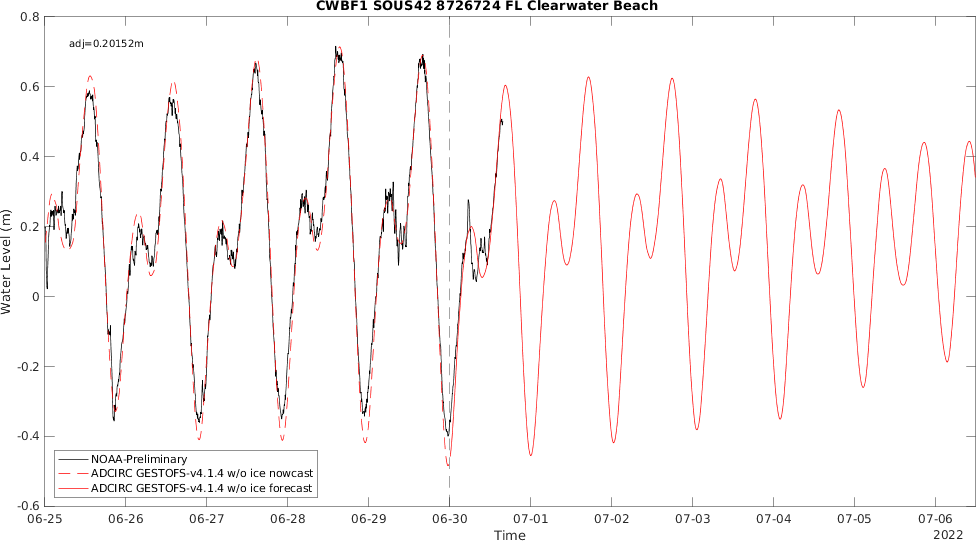 CWBF1 SOUS42 8726724 FL Clearwater Beach
adj=0.20152m
0.8
0.6
0.4
0.2
0
-0.2
-0.4
-0.6
Water Level (m)
NOAA-Preliminary
ADCIRC GESTOFS-v4.1.4 w/o ice nowcast
ADCIRC GESTOFS-v4.1.4 w/o ice forecast
06-25 06-26 06-27 06-28 06-29 06-30 07-01 07-02 07-03 07-04 07-05 07-06
Time
2022